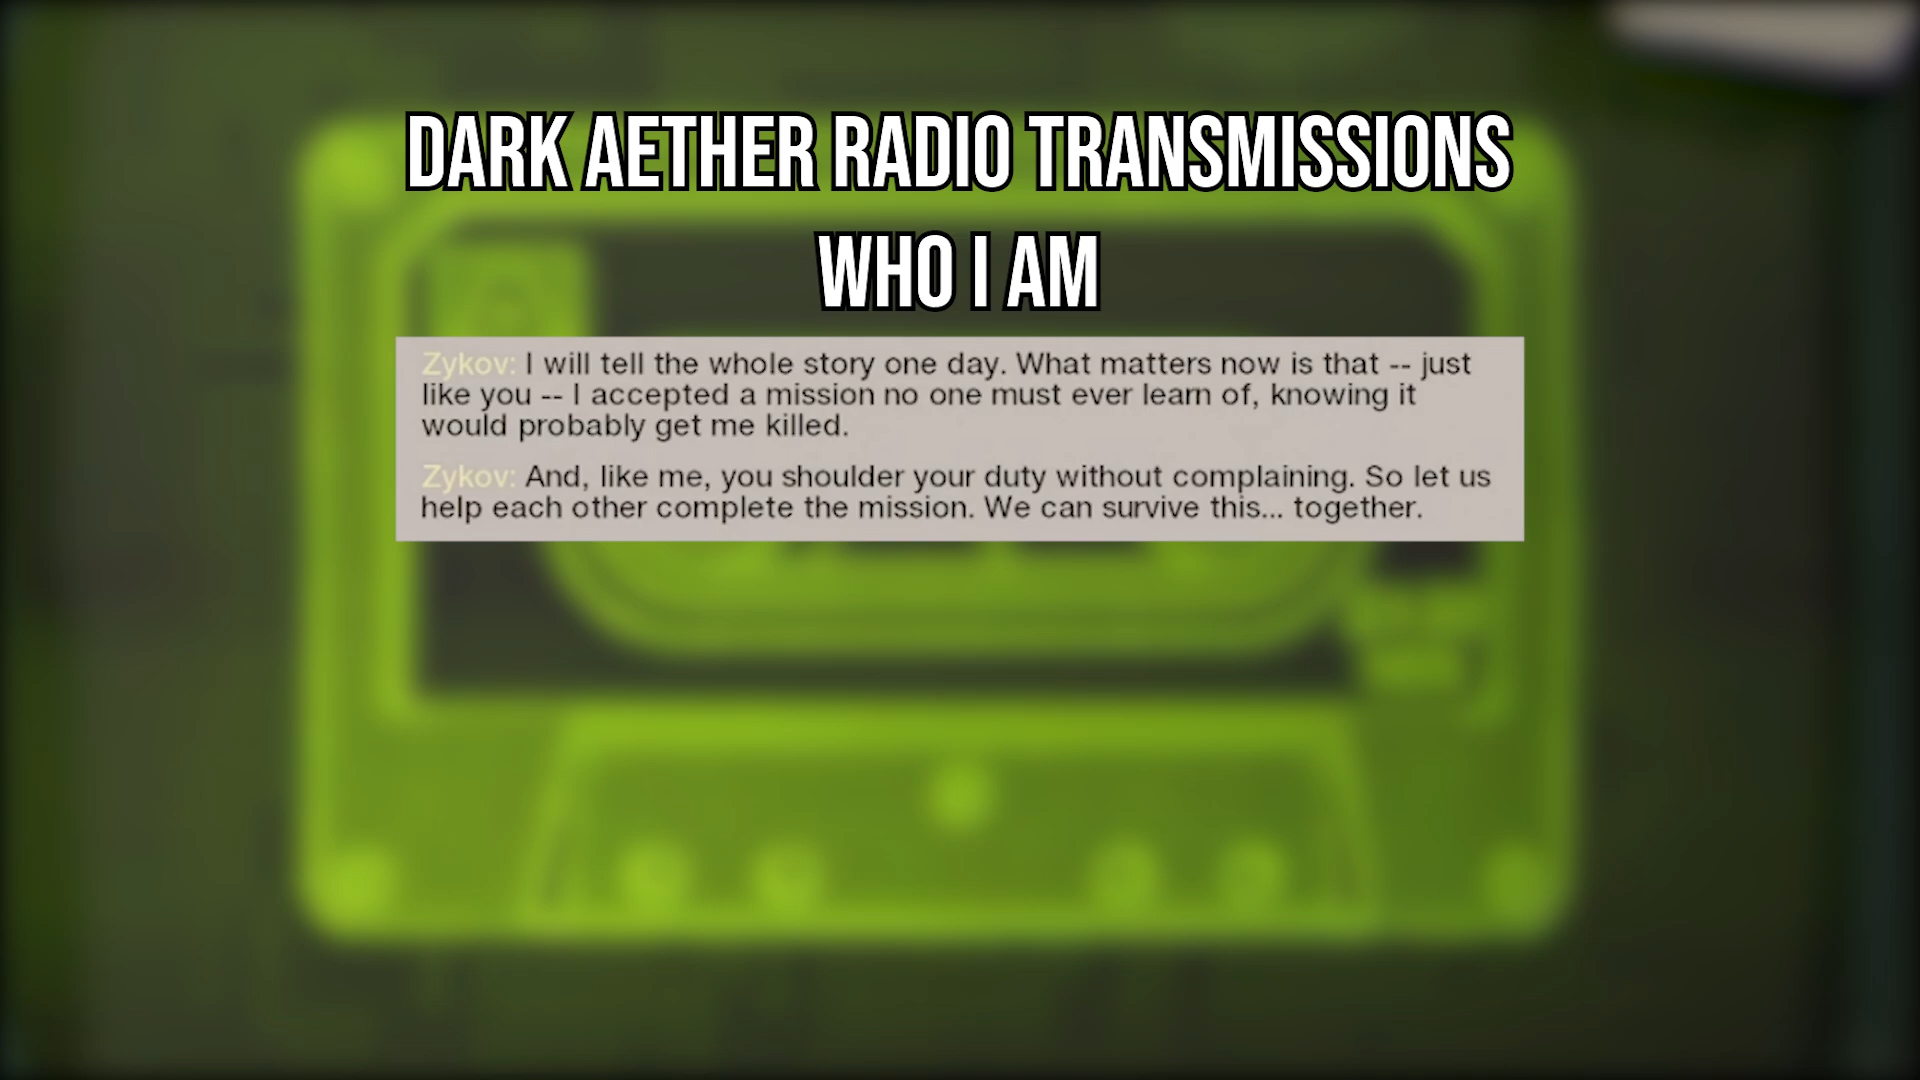 DARK AETHER RADIO TRANSMISSIONS
WHO I AM
Zykov: I will tell the whole story one day. What matters now is that -- just
like you -- I accepted a mission no one must ever learn of, knowing it
would probably get me killed.
Zykov: And, like me, you shoulder your duty without complaining. So let us
help each other complete the mission. We can survive this... together.